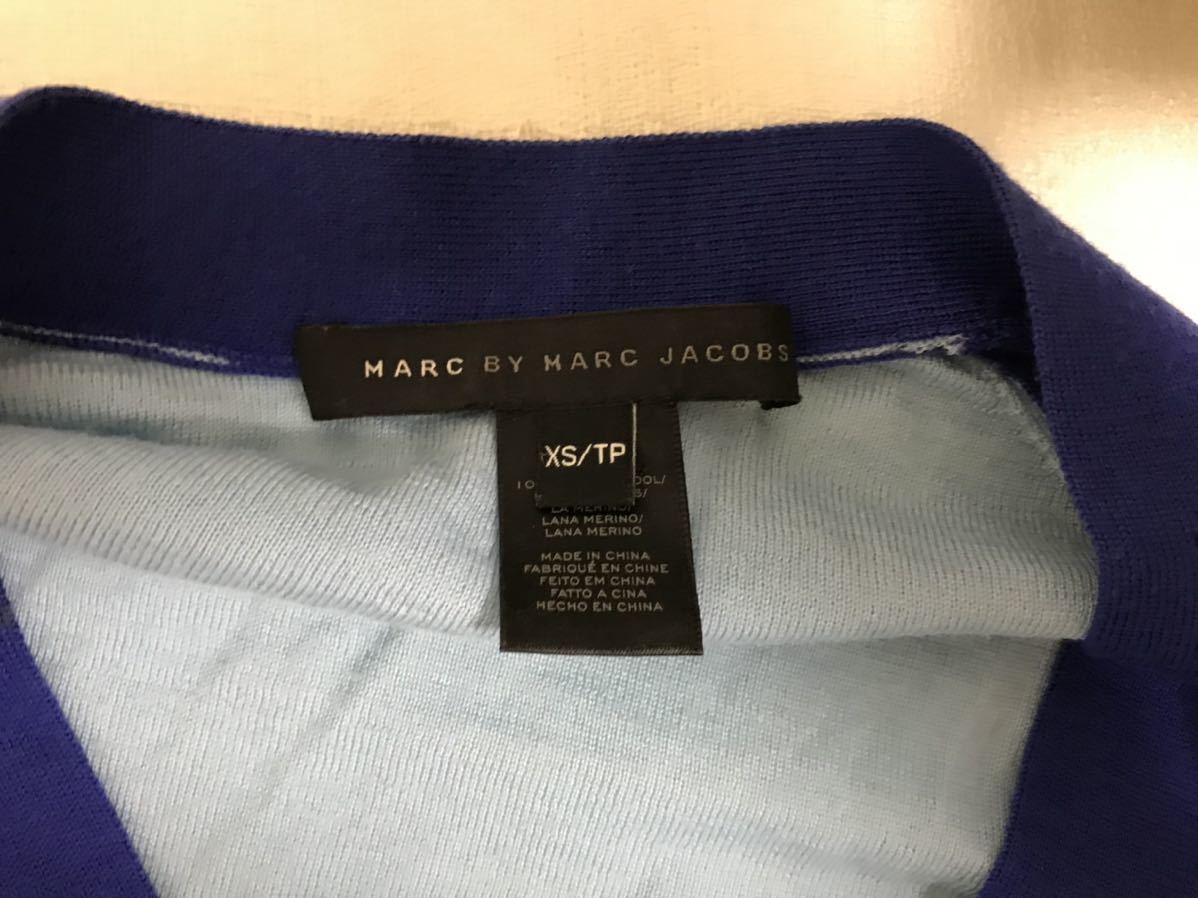 MARC BY MARC JACOBS
XS/TP
LANA MERINO/
LANA MERINO
MADE IN CHINA
FABRIQUÉ EN CHINE
FEITO EM CHINA
FATTO A CINA
HECHO EN CHINA